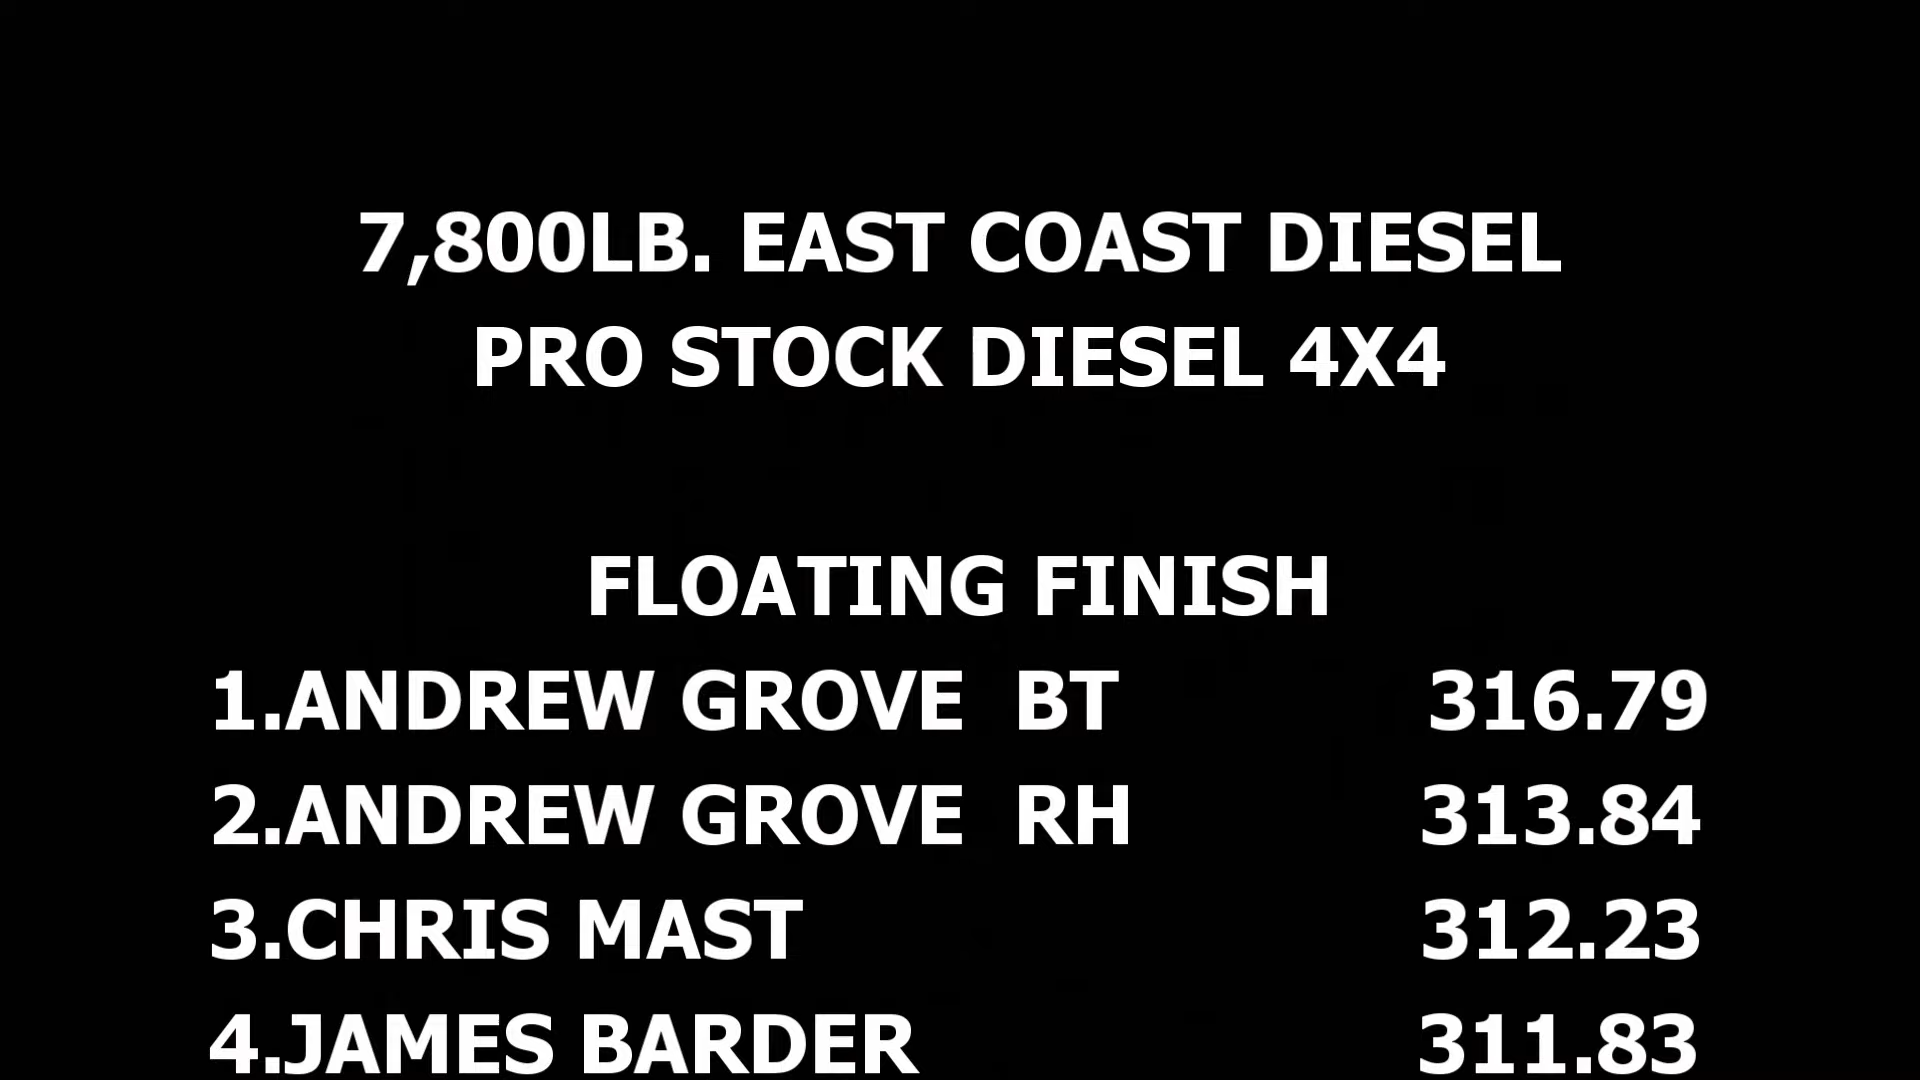 7,800LB. EAST COAST DIESEL
PRO STOCK DIESEL 4X4
FLOATING FINISH
1.ANDREW GROVE  BT 316.79
2.ANDREW GROVE  RH 313.84
3.CHRIS MAST 312.23
4.JAMES BARDER 311.83